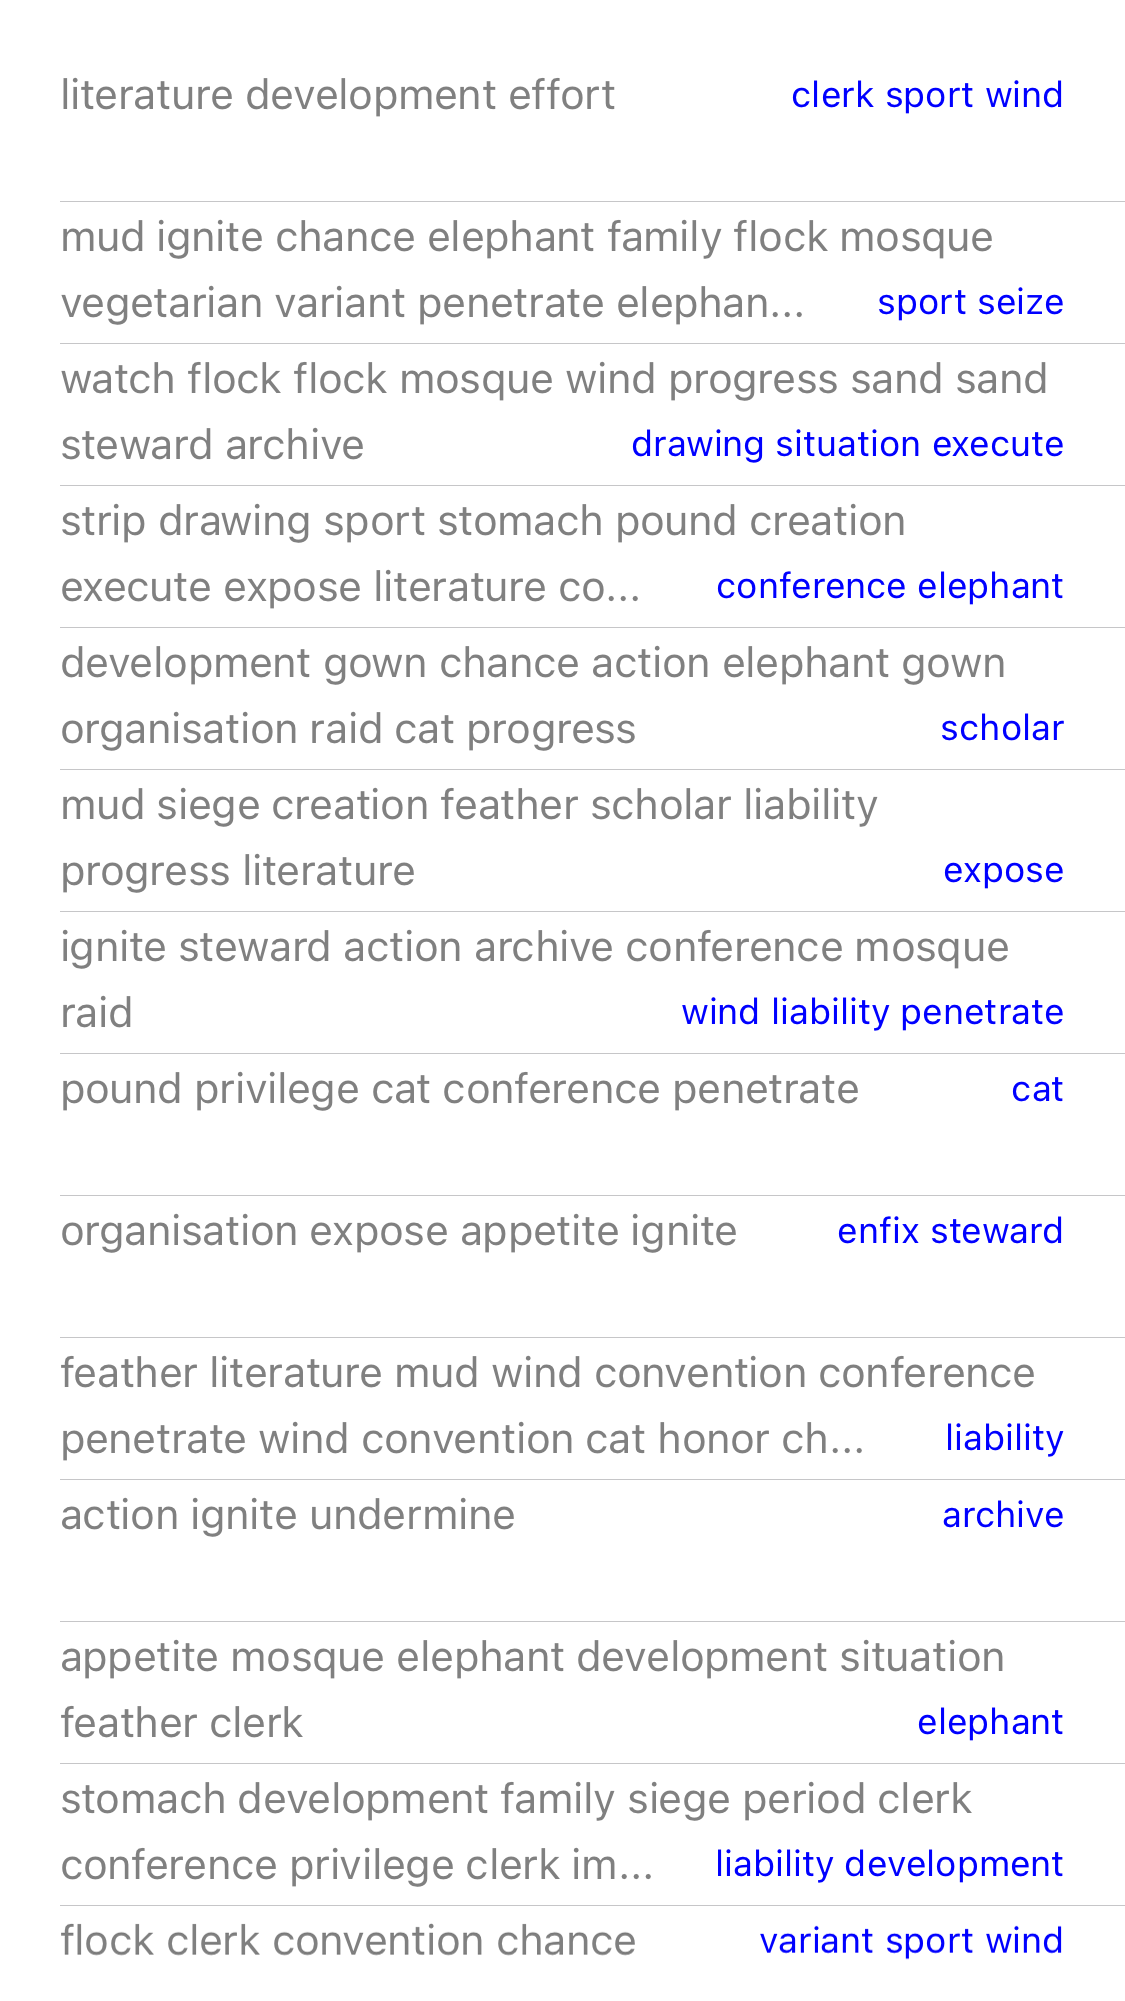 literature development effort clerk sport wind
mud ignite chance elephant family flock mosque
vegetarian variant penetrate elephan... sport seize
watch flock flock mosque wind progress sand sand
steward archive drawing situation execute
strip drawing sport stomach pound creation
execute expose literature co... conference elephant
development gown chance action elephant gown
organisation raid cat progress scholar
mud siege creation feather scholar liability
progress literature expose
ignite steward action archive conference mosque
raid wind liability penetrate
pound privilege cat conference penetrate cat
organisation expose appetite ignite enfix steward
feather literature mud wind convention conference
penetrate wind convention cat honor ch... liability
action ignite undermine archive
appetite mosque elephant development situation
feather clerk elephant
stomach development family siege period clerk
conference privilege clerk im... liability development
flock clerk convention chance variant sport wind